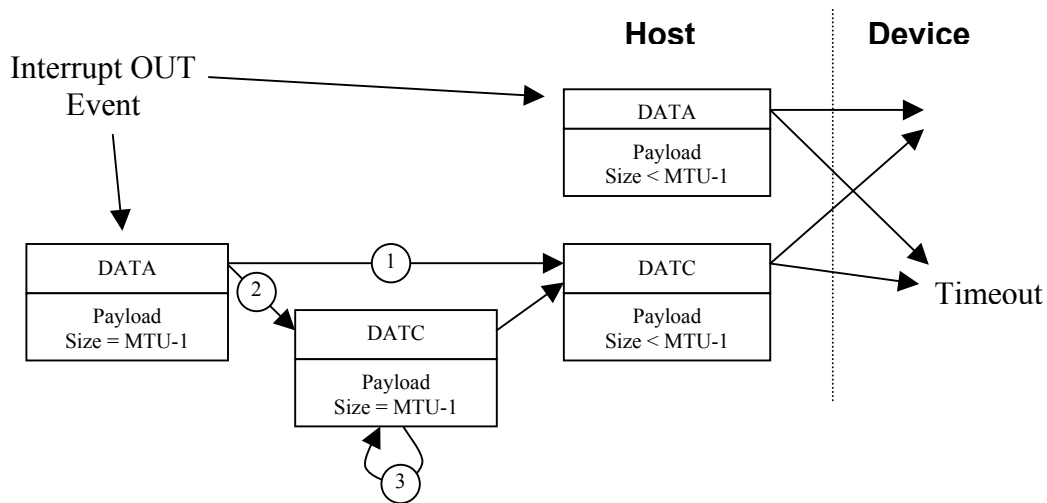 Host
Device
Interrupt OUT
Event
DATA
Payload
Size < MTU-1
DATA
Payload
Size = MTU-1
1
2
DATC
Payload
Size < MTU-1
Timeout
DATC
Payload
Size = MTU-1
3